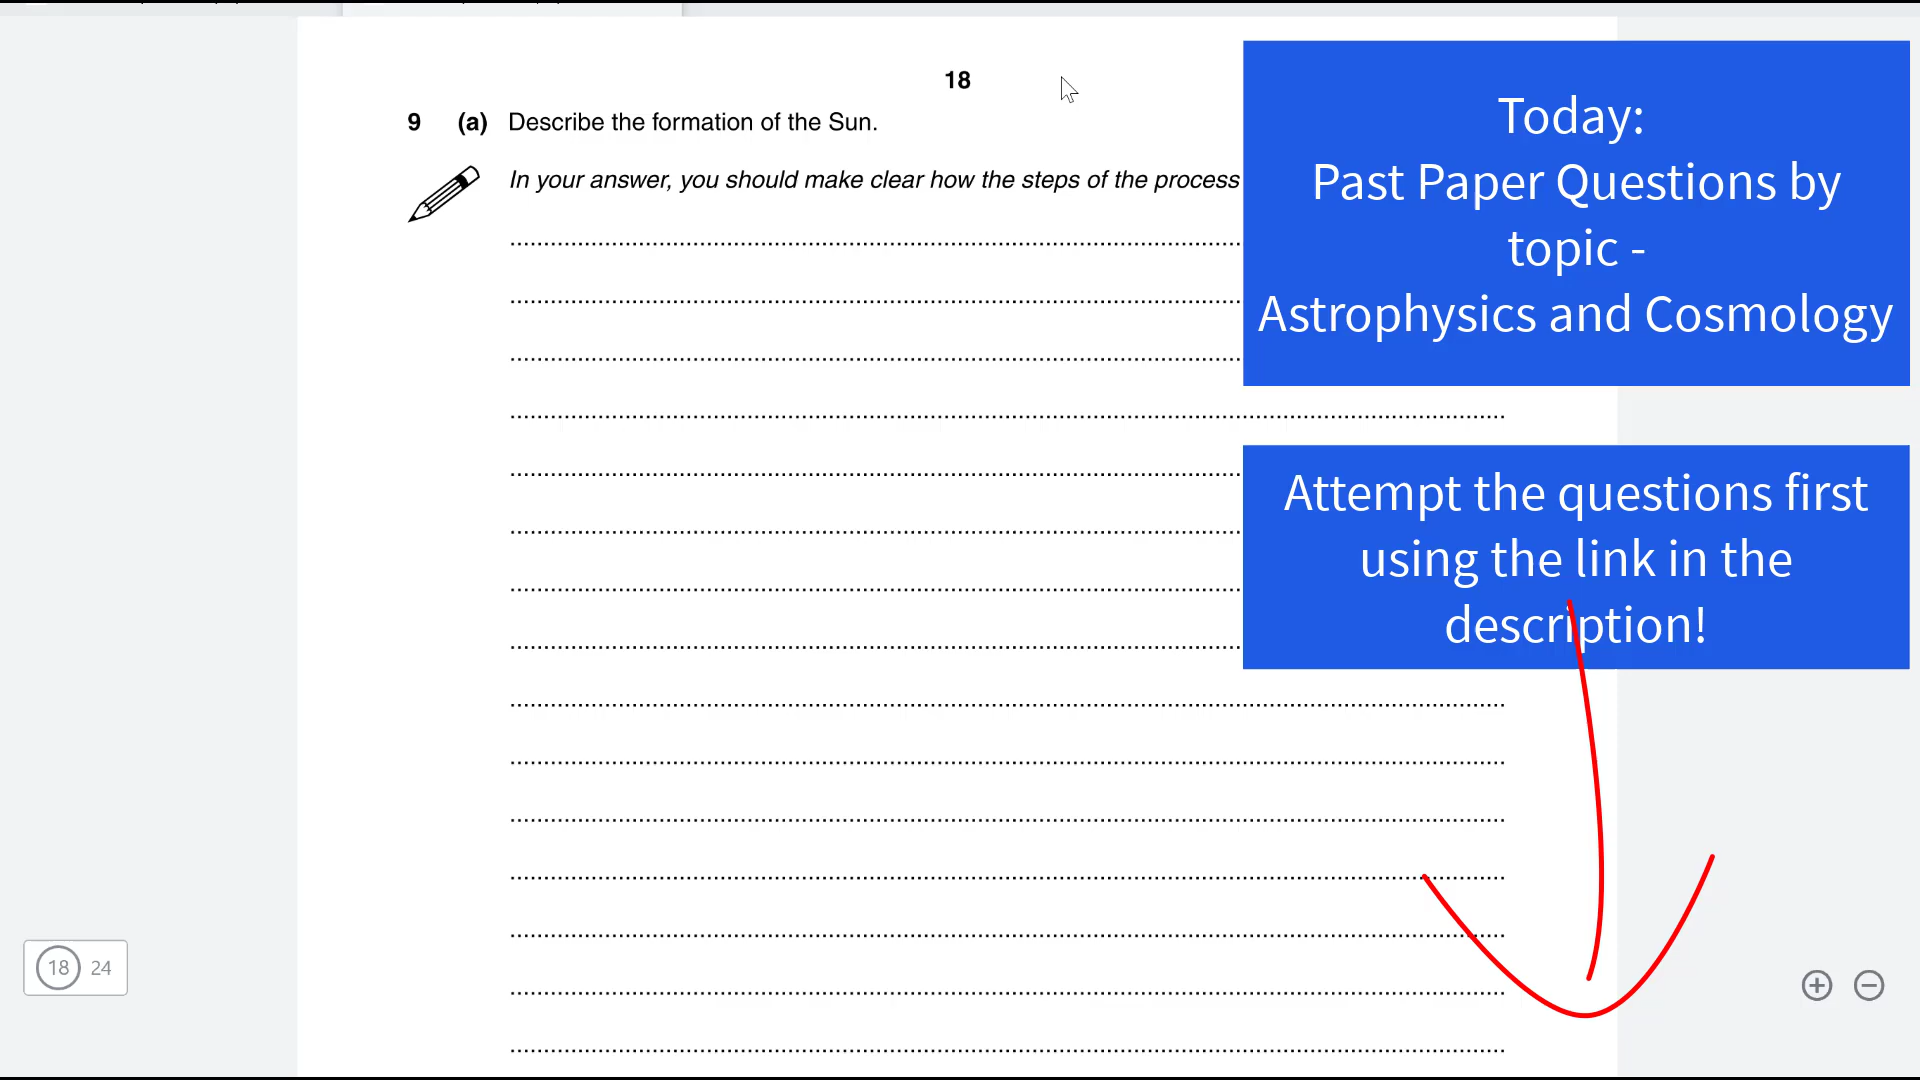 18
9 (a) Describe the formation of the Sun.
In your answer, you should make clear how the steps of the process
Today:
Past Paper Questions by
topic -
Astrophysics and Cosmology
Attempt the questions first
using the link in the
description!
18 24